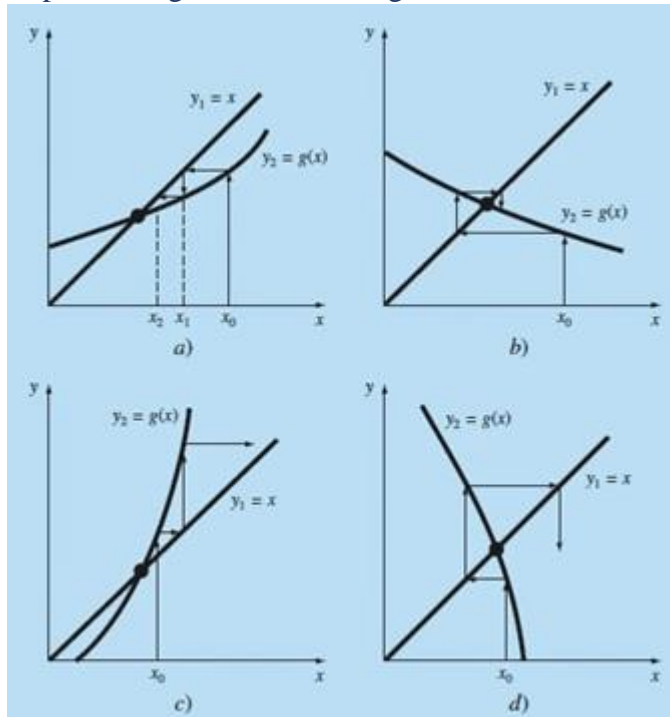 y
y₁ = x
y₂ = g(x)
x₂ x₁ x₀ x
a)
y
y₁ = x
y₂ = g(x)
x₀ x
b)
y
y₂ = g(x)
y₁ = x
x₀ x
c)
y
y₂ = g(x)
y₁ = x
x₀ x
d)